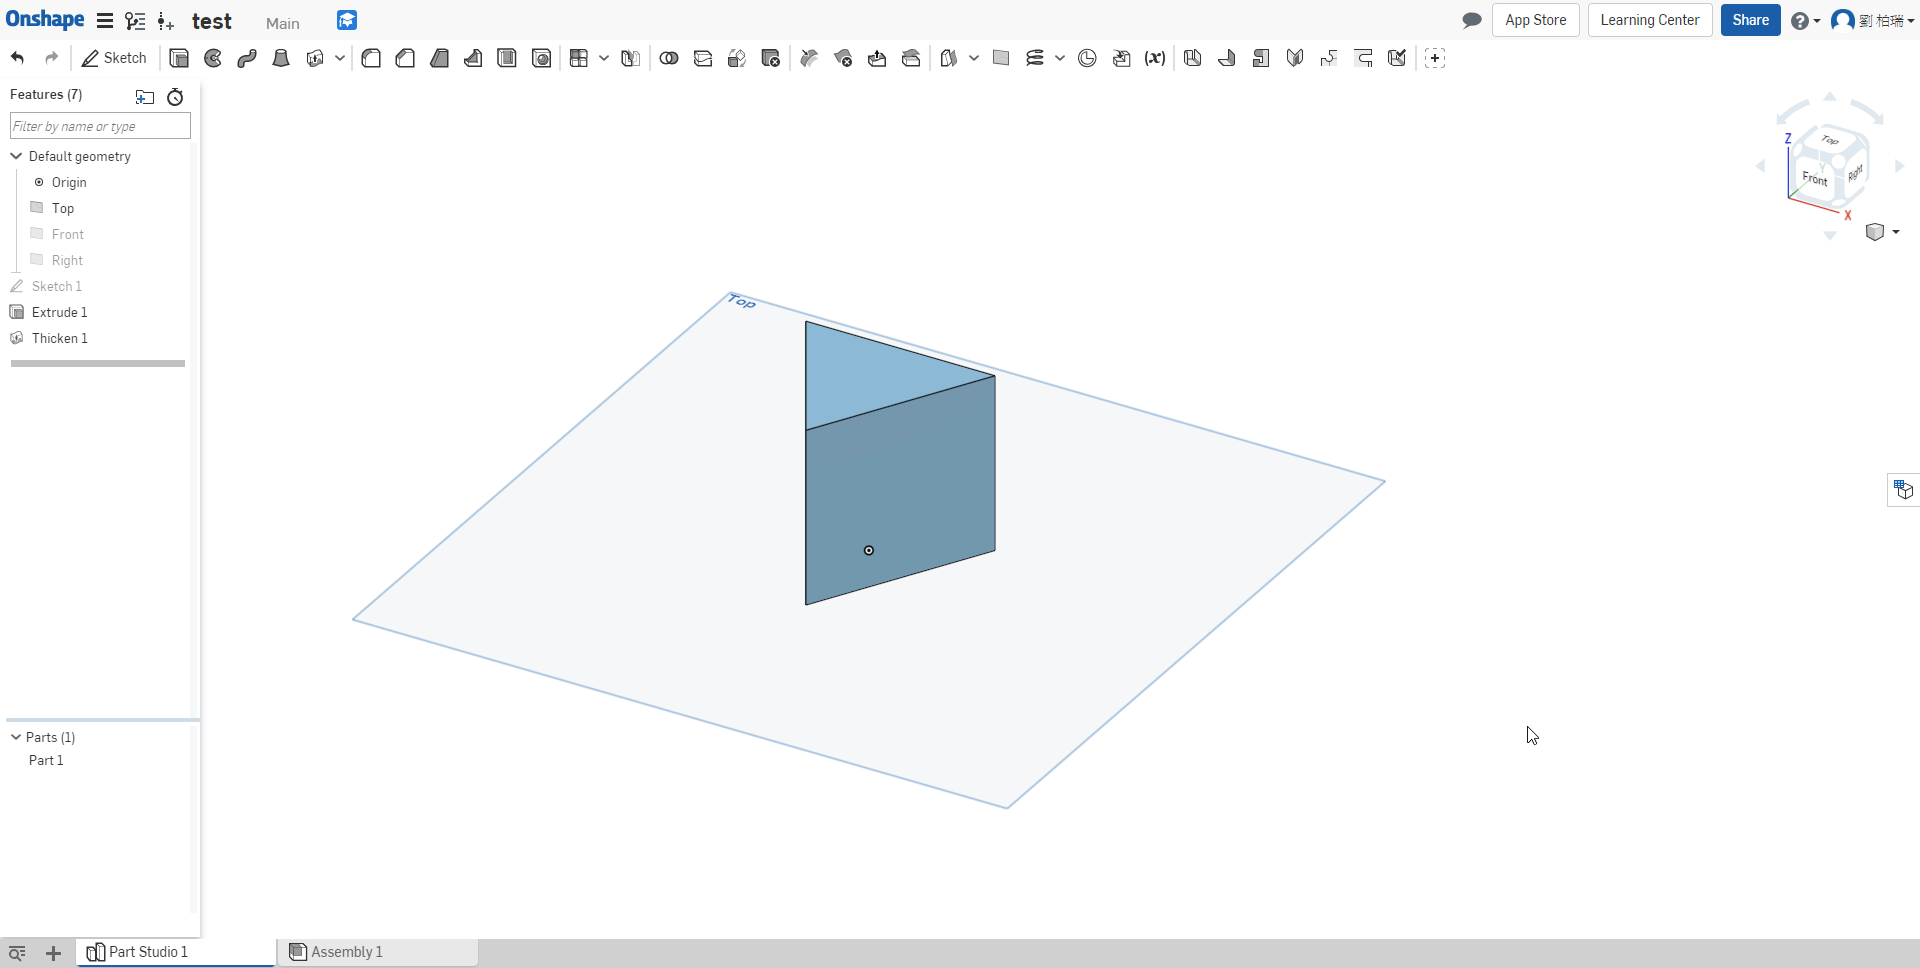 Onshape test Main App Store Learning Center Share 劉 柏瑞
Sketch (x)
Features (7)
Filter by name or type
Default geometry
Origin
Top
Front
Right
Sketch 1
Extrude 1
Thicken 1
Top
Z
Top
Y
Front
Right
X
Parts (1)
Part 1
Part Studio 1 Assembly 1